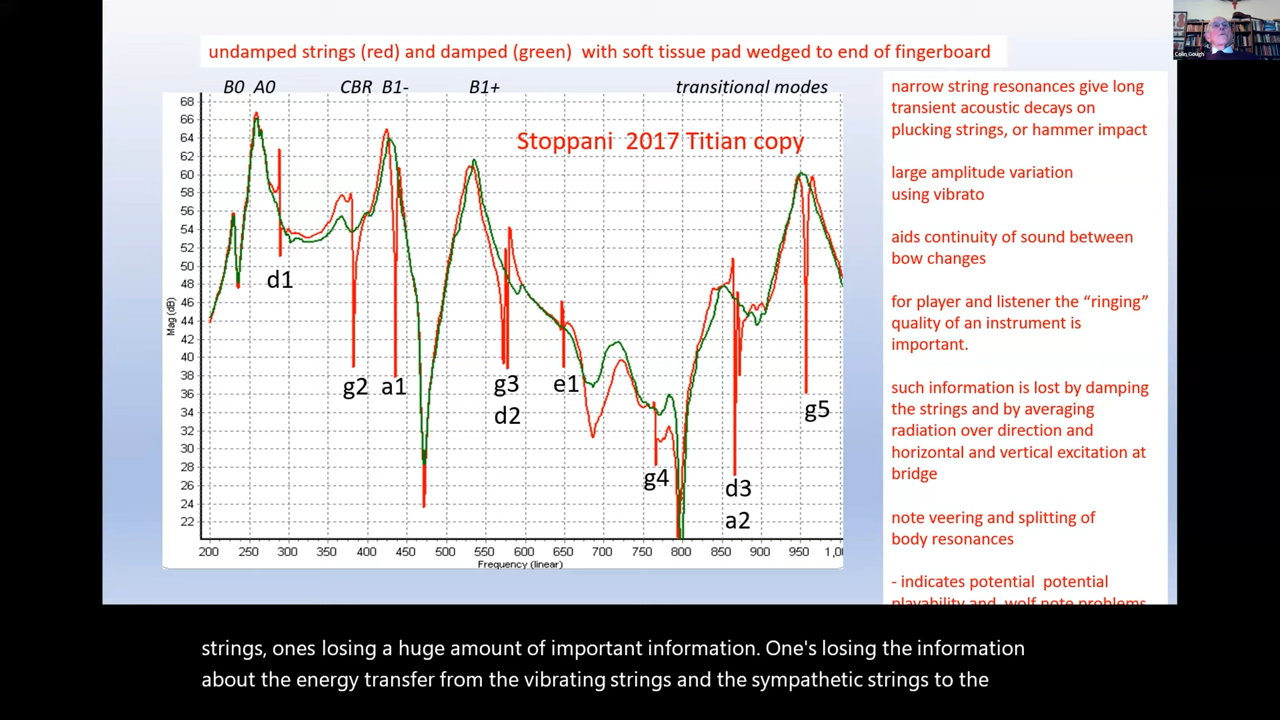 undamped strings (red) and damped (green) with soft tissue pad wedged to end of fingerboard
B0 A0 CBR B1- B1+ transitional modes
Stoppani 2017 Titian copy
68
66
64
62
60
58
56
54
52
50
48
46
44
42
40
38
36
34
32
30
28
26
24
22
Mag (dB)
d1
g2 a1
g3 e1
d2
g4
d3
a2
g5
200 250 300 350 400 450 500 550 600 650 700 750 800 850 900 950 1,0
Frequency (linear)
narrow string resonances give long
transient acoustic decays on
plucking strings, or hammer impact
large amplitude variation
using vibrato
aids continuity of sound between
bow changes
for player and listener the “ringing”
quality of an instrument is
important.
such information is lost by damping
the strings and by averaging
radiation over direction and
horizontal and vertical excitation at
bridge
note veering and splitting of
body resonances
- indicates potential potential
playability and wolf note problems
Colin Gough
strings, ones losing a huge amount of important information. One's losing the information
about the energy transfer from the vibrating strings and the sympathetic strings to the